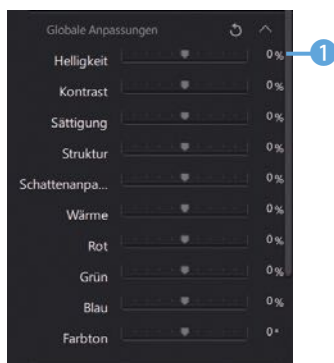 Globale Anpassungen
Helligkeit 0% 1
Kontrast 0%
Sättigung 0%
Struktur 0%
Schattenanpa... 0%
Wärme 0%
Rot 0%
Grün 0%
Blau 0%
Farbton 0°